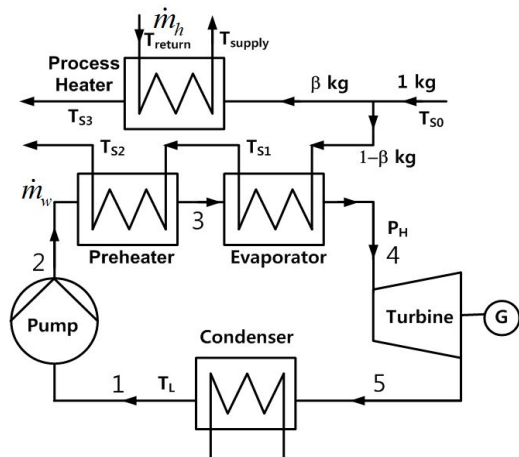 ṁh
Treturn
Tsupply
Process
Heater
β kg
1 kg
TS3
TS0
TS2
TS1
1-β kg
ṁw
3
2
PH
4
Preheater
Evaporator
Turbine
G
Condenser
Pump
1
TL
5